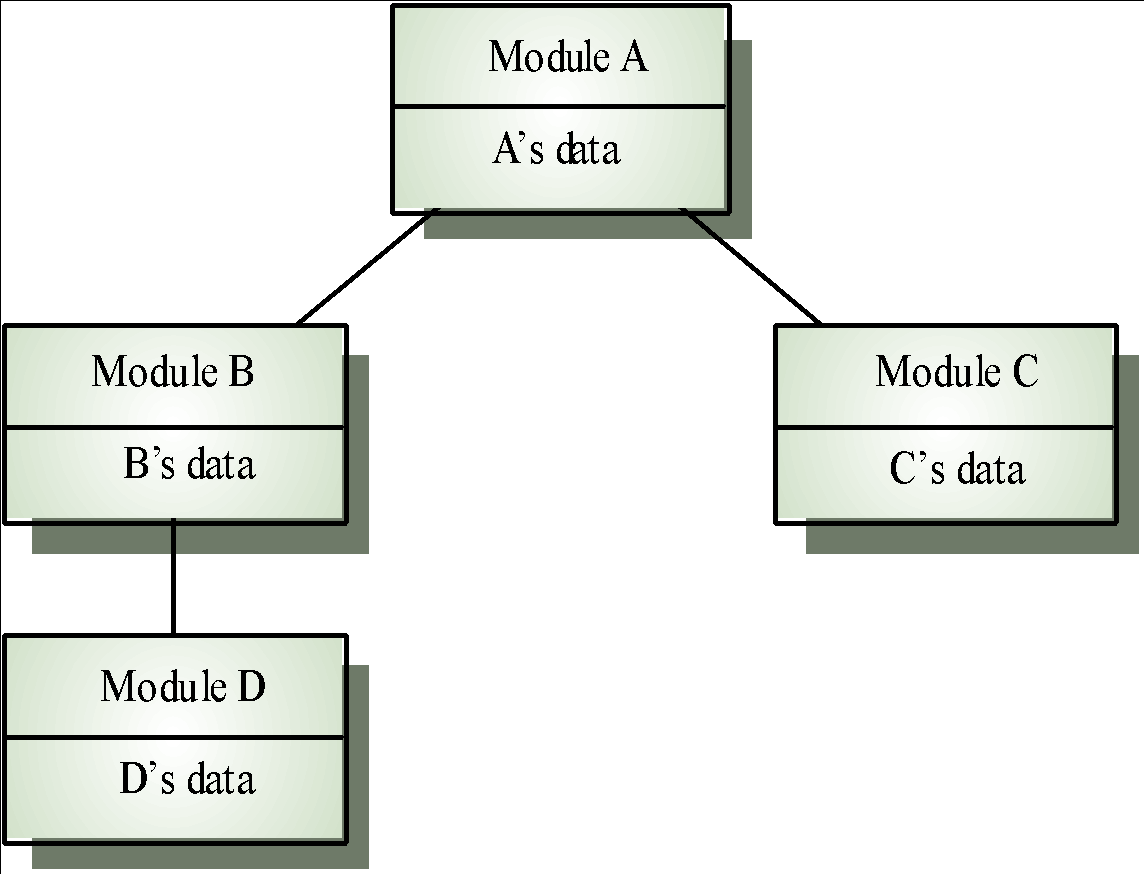 Module A
A’s data
Module B
Module C
B’s data
C’s data
Module D
D’s data